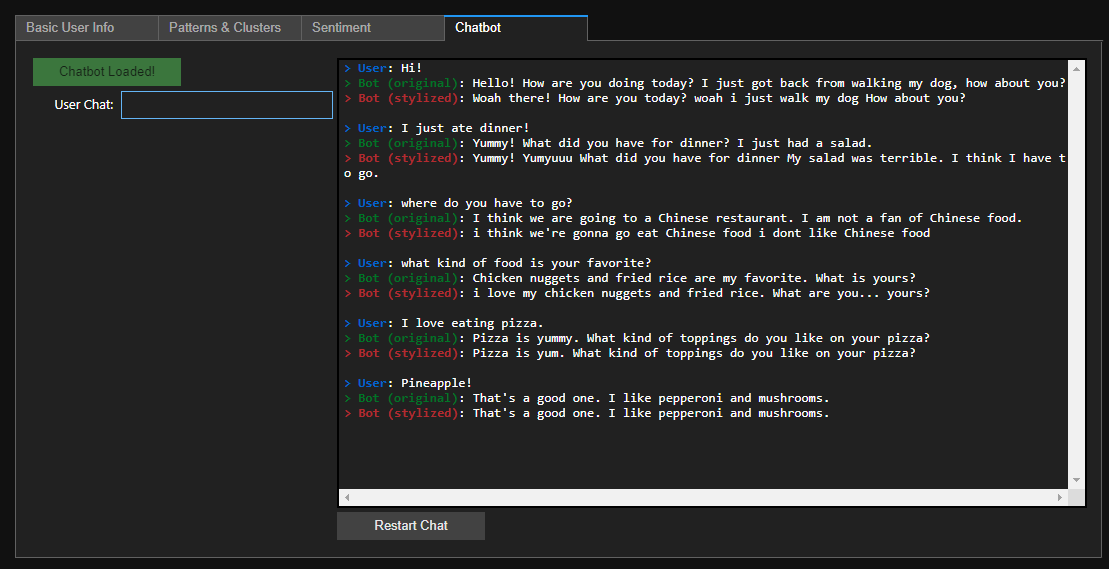 Basic User Info Patterns & Clusters Sentiment Chatbot
Chatbot Loaded!
User Chat:
> User: Hi!
> Bot (original): Hello! How are you doing today? I just got back from walking my dog, how about you?
> Bot (stylized): Woah there! How are you today? woah i just walk my dog How about you?
> User: I just ate dinner!
> Bot (original): Yummy! What did you have for dinner? I just had a salad.
> Bot (stylized): Yummy! Yumyuuu What did you have for dinner My salad was terrible. I think I have t
o go.
> User: where do you have to go?
> Bot (original): I think we are going to a Chinese restaurant. I am not a fan of Chinese food.
> Bot (stylized): i think we're gonna go eat Chinese food i dont like Chinese food
> User: what kind of food is your favorite?
> Bot (original): Chicken nuggets and fried rice are my favorite. What is yours?
> Bot (stylized): i love my chicken nuggets and fried rice. What are you... yours?
> User: I love eating pizza.
> Bot (original): Pizza is yummy. What kind of toppings do you like on your pizza?
> Bot (stylized): Pizza is yum. What kind of toppings do you like on your pizza?
> User: Pineapple!
> Bot (original): That's a good one. I like pepperoni and mushrooms.
> Bot (stylized): That's a good one. I like pepperoni and mushrooms.
Restart Chat